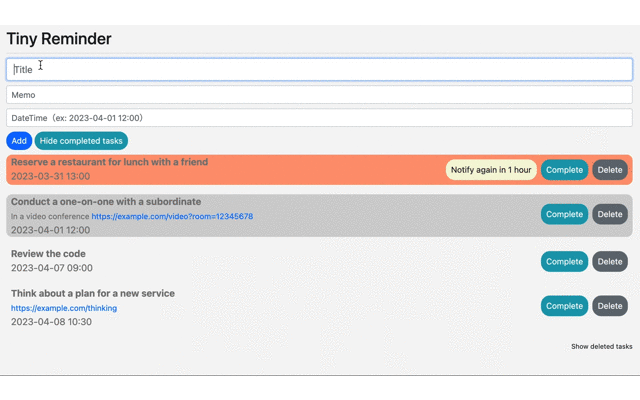 Tiny Reminder
Title
Memo
DateTime (ex: 2023-04-01 12:00)
Add Hide completed tasks
Reserve a restaurant for lunch with a friend
2023-03-31 13:00
Notify again in 1 hour Complete Delete
Conduct a one-on-one with a subordinate
In a video conference https://example.com/video?room=12345678
2023-04-01 12:00
Complete Delete
Review the code
2023-04-07 09:00
Complete Delete
Think about a plan for a new service
https://example.com/thinking
2023-04-08 10:30
Complete Delete
Show deleted tasks